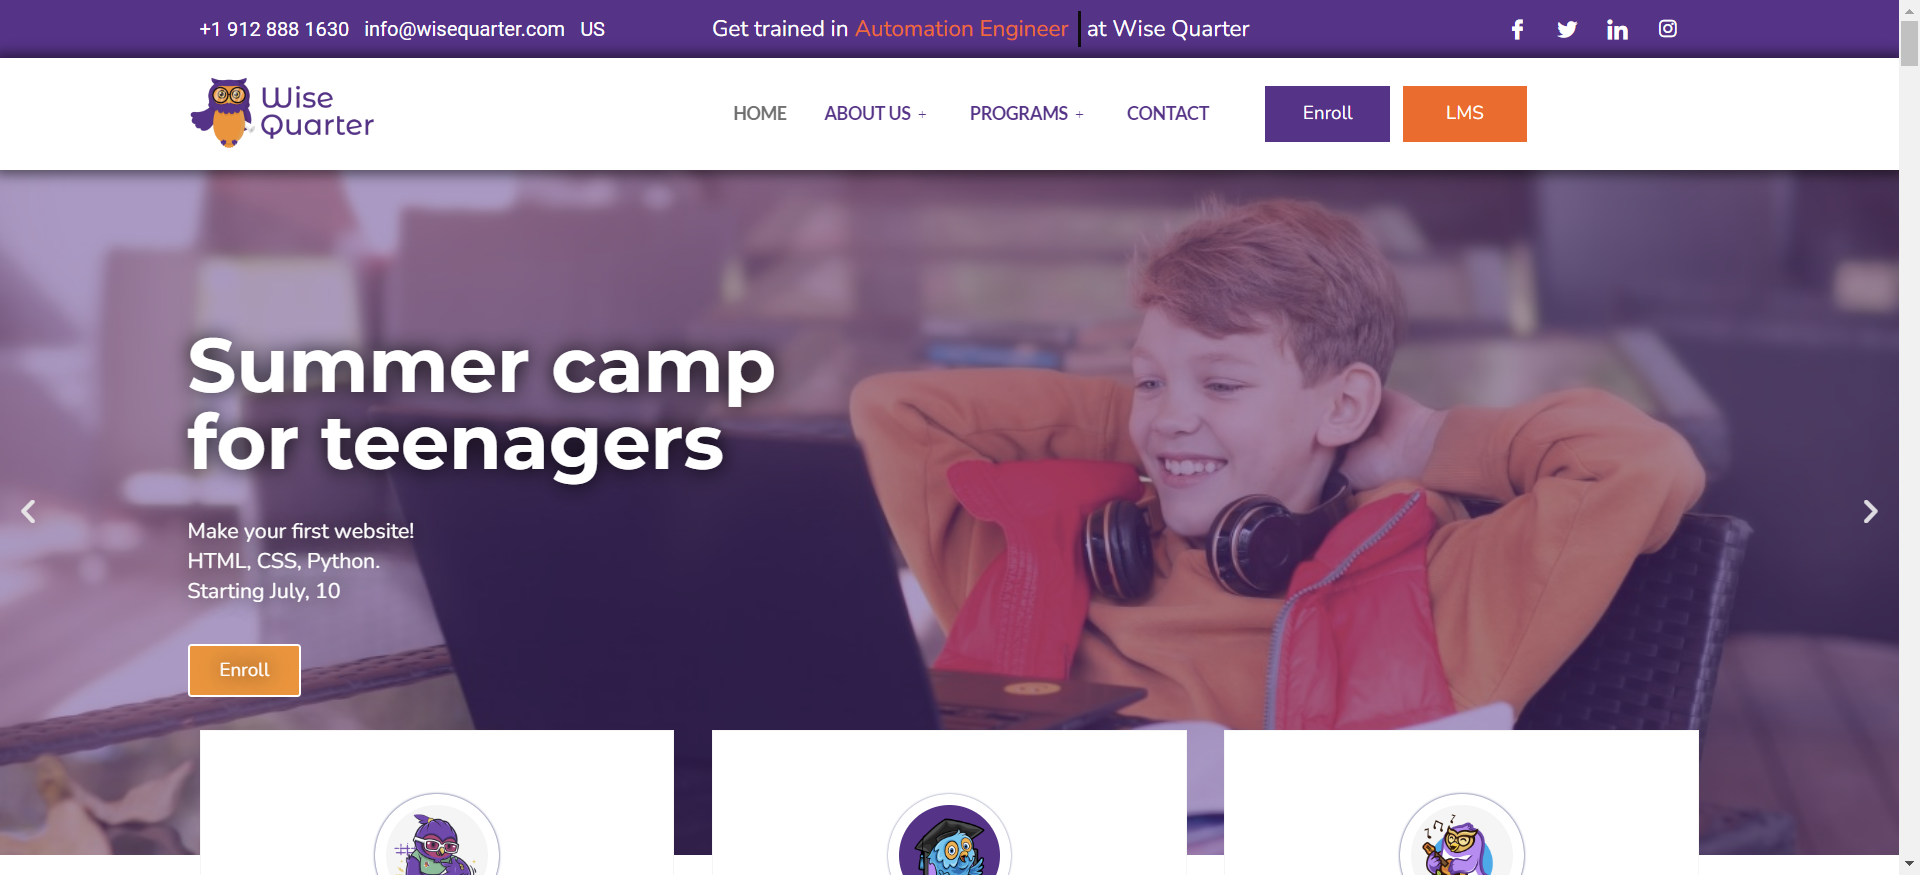 +1 912 888 1630 info@wisequarter.com US
Get trained in Automation Engineer at Wise Quarter
Wise
Quarter
HOME ABOUT US + PROGRAMS + CONTACT Enroll LMS
Summer camp
for teenagers
Make your first website!
HTML, CSS, Python.
Starting July, 10
Enroll